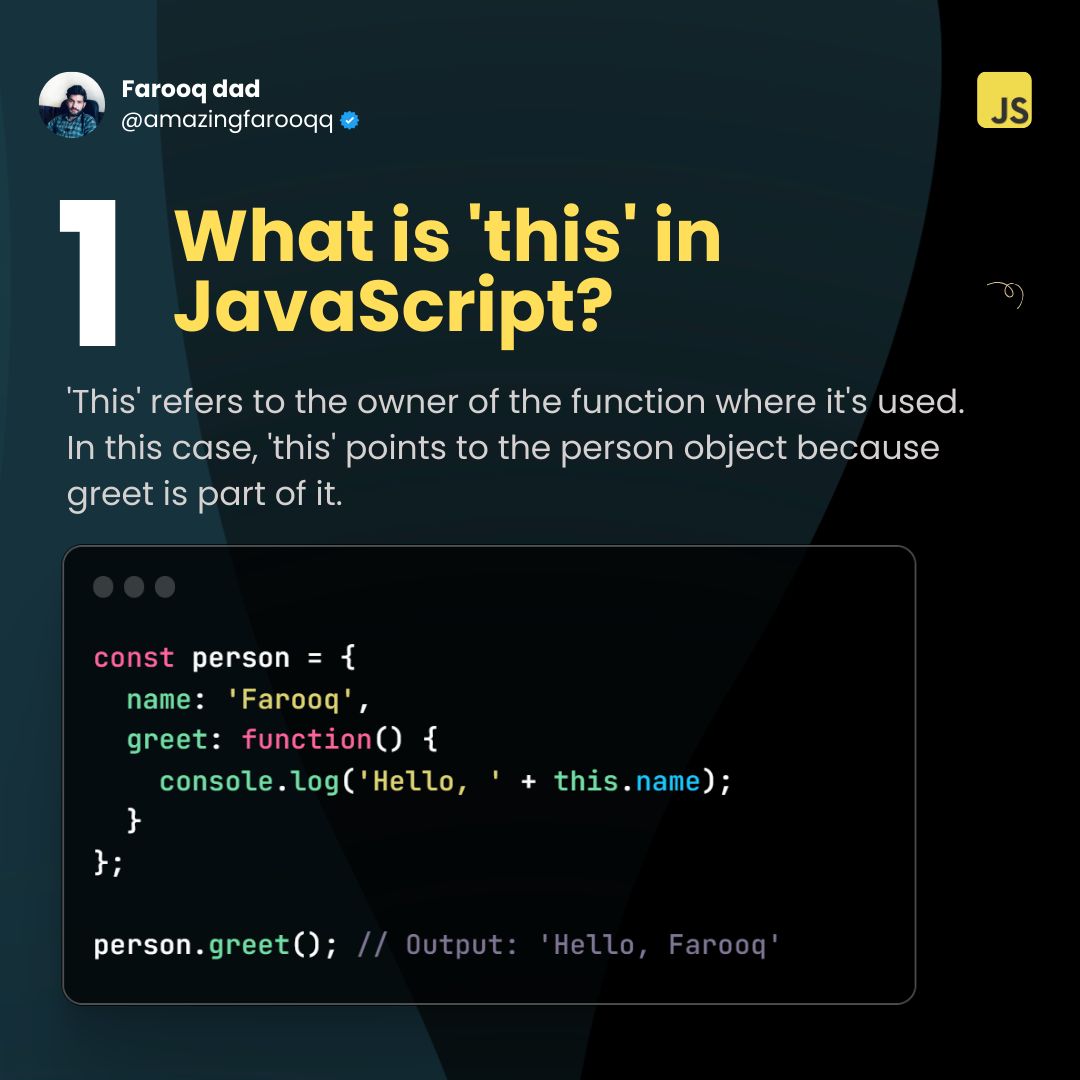 Farooq dad
@amazingfarooqq
JS
1
What is 'this' in
JavaScript?
'This' refers to the owner of the function where it's used.
In this case, 'this' points to the person object because
greet is part of it.
const person = {
  name: 'Farooq',
  greet: function() {
    console.log('Hello, ' + this.name);
  }
};
person.greet(); // Output: 'Hello, Farooq'